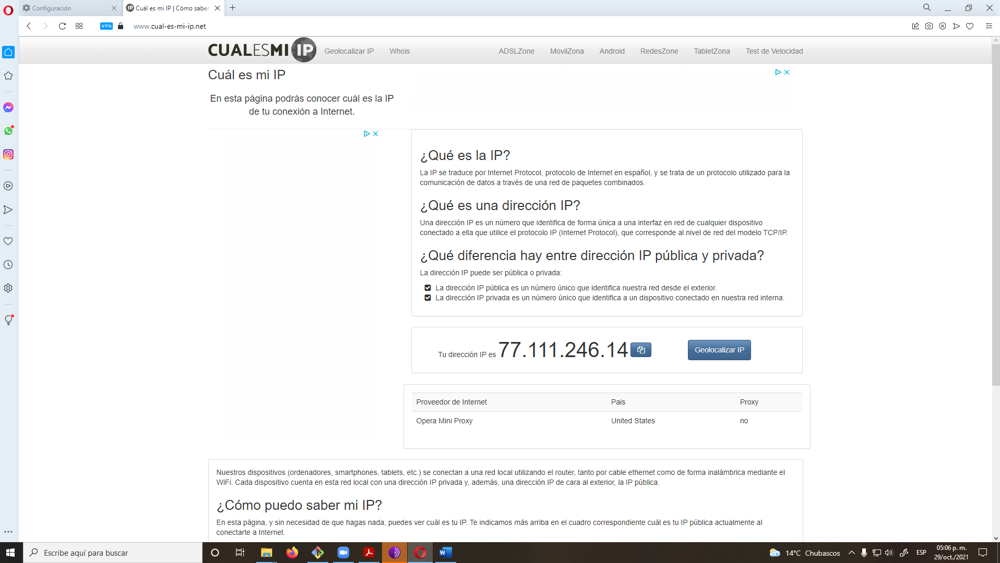 Configuración
Cuál es mi IP | Cómo saber
VPN
www.cual-es-mi-ip.net
CUALESMI IP
Geolocalizar IP
Whois
ADSLZone
MovilZona
Android
RedesZone
TabletZona
Test de Velocidad
Cuál es mi IP
En esta página podrás conocer cuál es la IP
de tu conexión a Internet.
¿Qué es la IP?
La IP se traduce por Internet Protocol, protocolo de Internet en español, y se trata de un protocolo utilizado para la
comunicación de datos a través de una red de paquetes combinados.
¿Qué es una dirección IP?
Una dirección IP es un número que identifica de forma única a una interfaz en red de cualquier dispositivo
conectado a ella que utilice el protocolo IP (Internet Protocol), que corresponde al nivel de red del modelo TCP/IP.
¿Qué diferencia hay entre dirección IP pública y privada?
La dirección IP puede ser pública o privada:
La dirección IP pública es un número único que identifica nuestra red desde el exterior.
La dirección IP privada es un número único que identifica a un dispositivo conectado en nuestra red interna.
Tu dirección IP es 77.111.246.14
Geolocalizar IP
Proveedor de Internet
Pais
Proxy
Opera Mini Proxy
United States
no
Nuestros dispositivos (ordenadores, smartphones, tablets, etc.) se conectan a una red local utilizando el router, tanto por cable ethernet como de forma inalámbrica mediante el
WiFi. Cada dispositivo cuenta en esta red local con una dirección IP privada y, además, una dirección IP de cara al exterior, la IP pública.
¿Cómo puedo saber mi IP?
En esta página, y sin necesidad de que hagas nada, puedes ver cuál es tu IP. Te indicamos más arriba en el cuadro correspondiente cuál es tu IP pública actualmente al
conectarte a Internet.
Escribe aquí para buscar
14°C Chubascos
ESP
05:06 p. m.
29/oct./2021